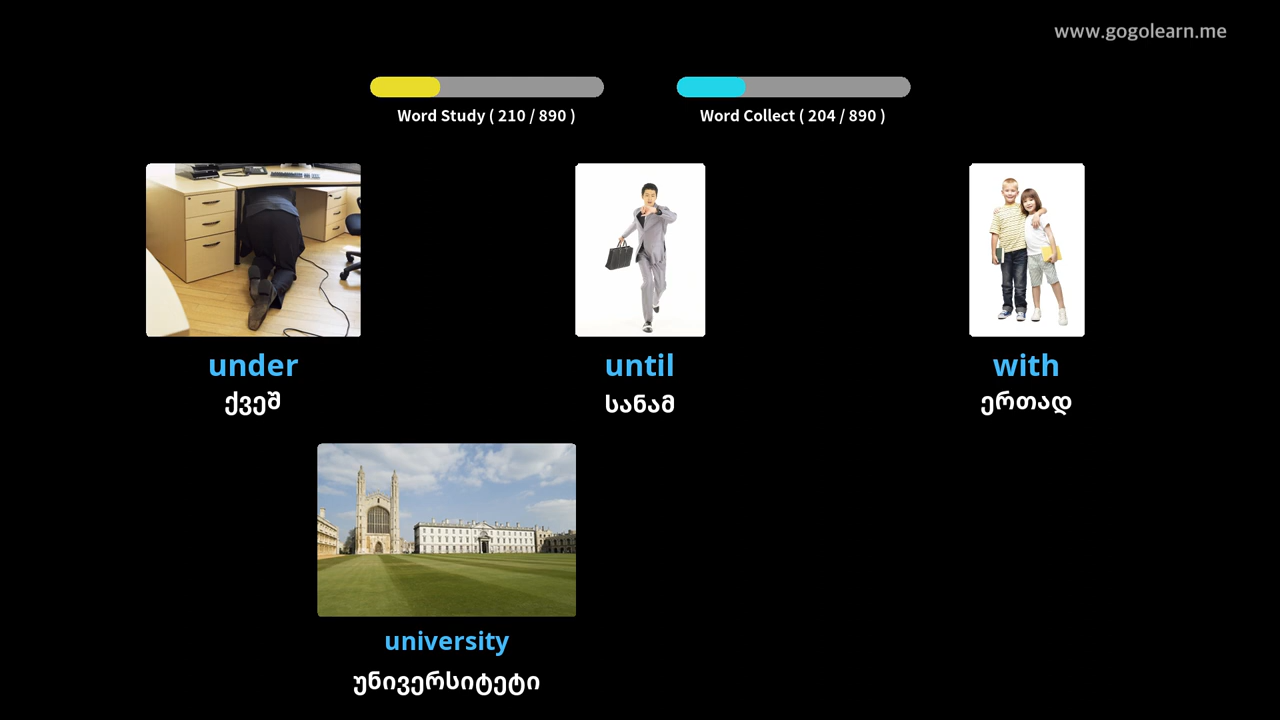 www.gogolearn.me
Word Study ( 210 / 890 )
Word Collect ( 204 / 890 )
under
until
with
ქვეშ
სანამ
ერთად
university
უნივერსიტეტი